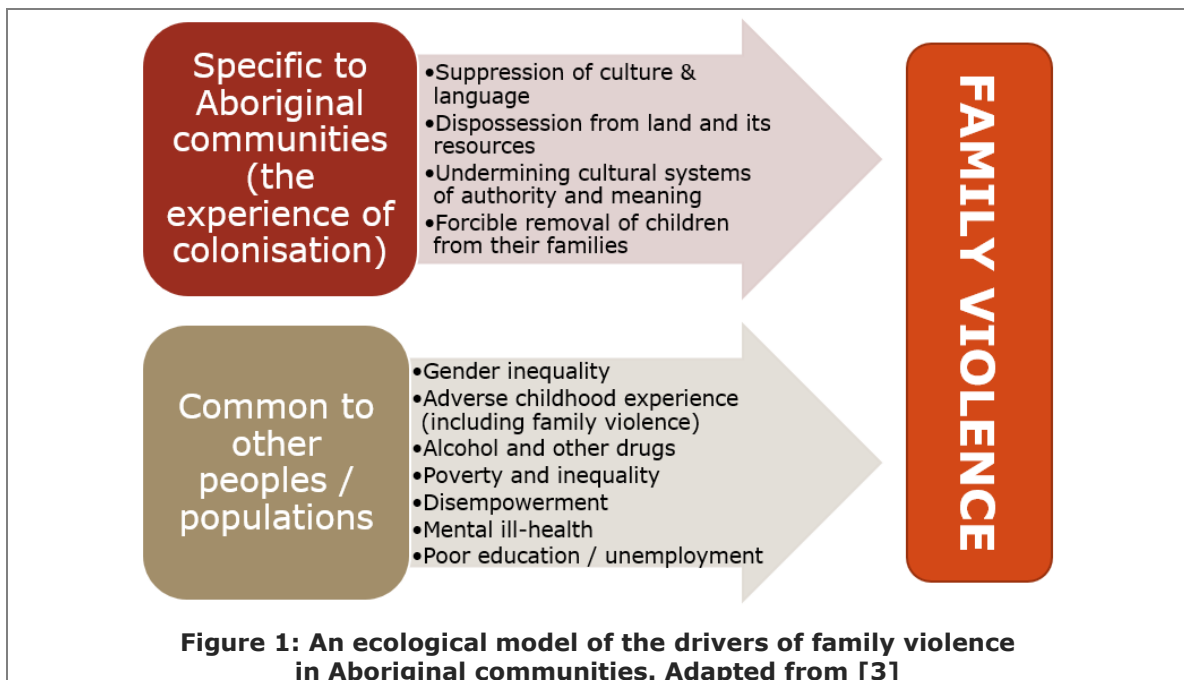 Specific to
Aboriginal
communities
(the
experience of
colonisation)
•Suppression of culture &
language
•Dispossession from land and its
resources
•Undermining cultural systems
of authority and meaning
•Forcible removal of children
from their families
Common to
other
peoples /
populations
•Gender inequality
•Adverse childhood experience
(including family violence)
•Alcohol and other drugs
•Poverty and inequality
•Disempowerment
•Mental ill-health
•Poor education / unemployment
FAMILY VIOLENCE
Figure 1: An ecological model of the drivers of family violence
in Aboriginal communities. Adapted from [3]